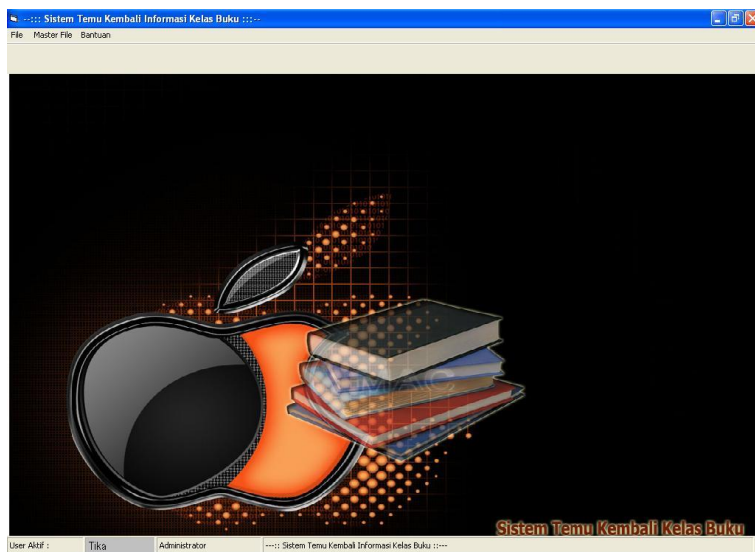 --::: Sistem Temu Kembali Informasi Kelas Buku :::--
File Master File Bantuan
MAC
Sistem Temu Kembali Kelas Buku
User Aktif : Tika Administrator ---:: Sistem Temu Kembali Informasi Kelas Buku ::---